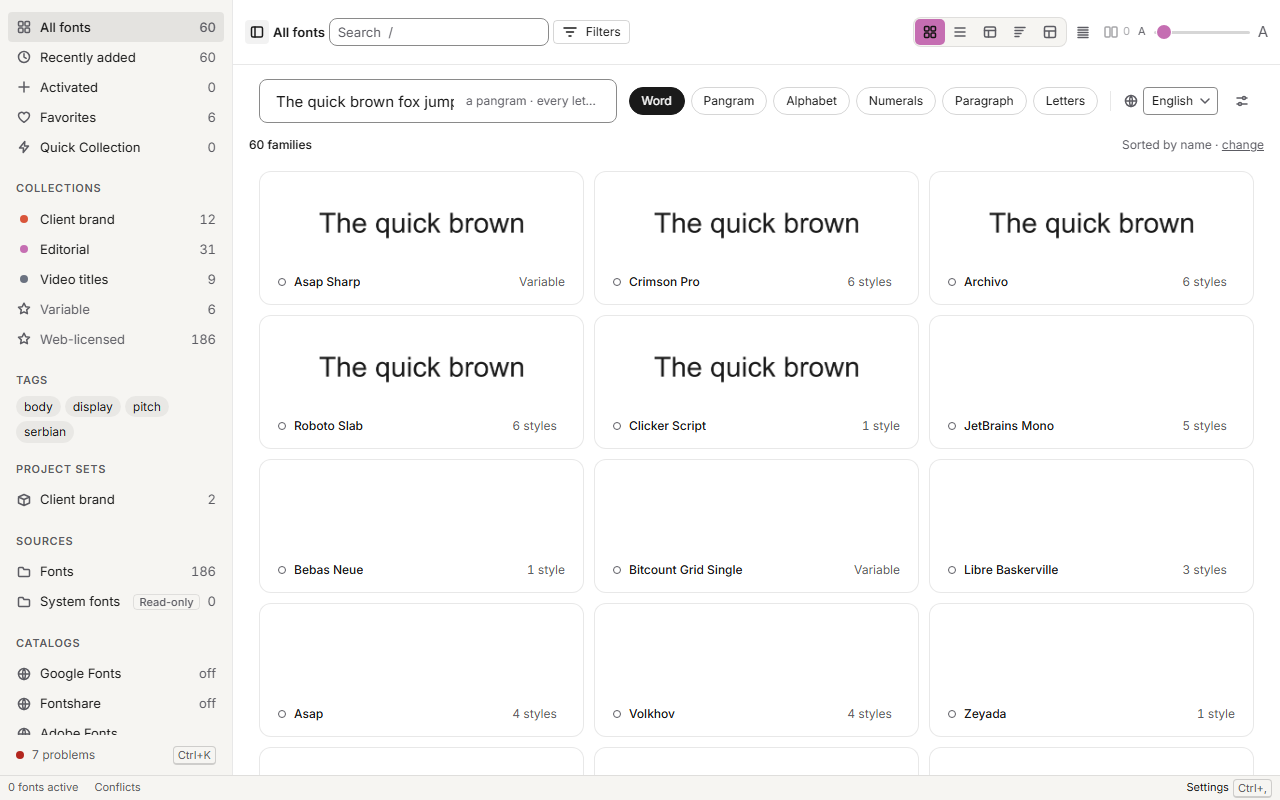 All fonts 60
Recently added 60
Activated 0
Favorites 6
Quick Collection 0
COLLECTIONS
Client brand 12
Editorial 31
Video titles 9
Variable 6
Web-licensed 186
TAGS
body display pitch
serbian
PROJECT SETS
Client brand 2
SOURCES
Fonts 186
System fonts Read-only 0
CATALOGS
Google Fonts off
Fontshare off
Adobe Fonts
7 problems Ctrl+K
All fonts Search / Filters 0 A A
The quick brown fox jump a pangram · every let... Word Pangram Alphabet Numerals Paragraph Letters English
60 families Sorted by name · change
The quick brown The quick brown The quick brown
Asap Sharp Variable Crimson Pro 6 styles Archivo 6 styles
The quick brown The quick brown
Roboto Slab 6 styles Clicker Script 1 style JetBrains Mono 5 styles
Bebas Neue 1 style Bitcount Grid Single Variable Libre Baskerville 3 styles
Asap 4 styles Volkhov 4 styles Zeyada 1 style
0 fonts active Conflicts Settings Ctrl+,